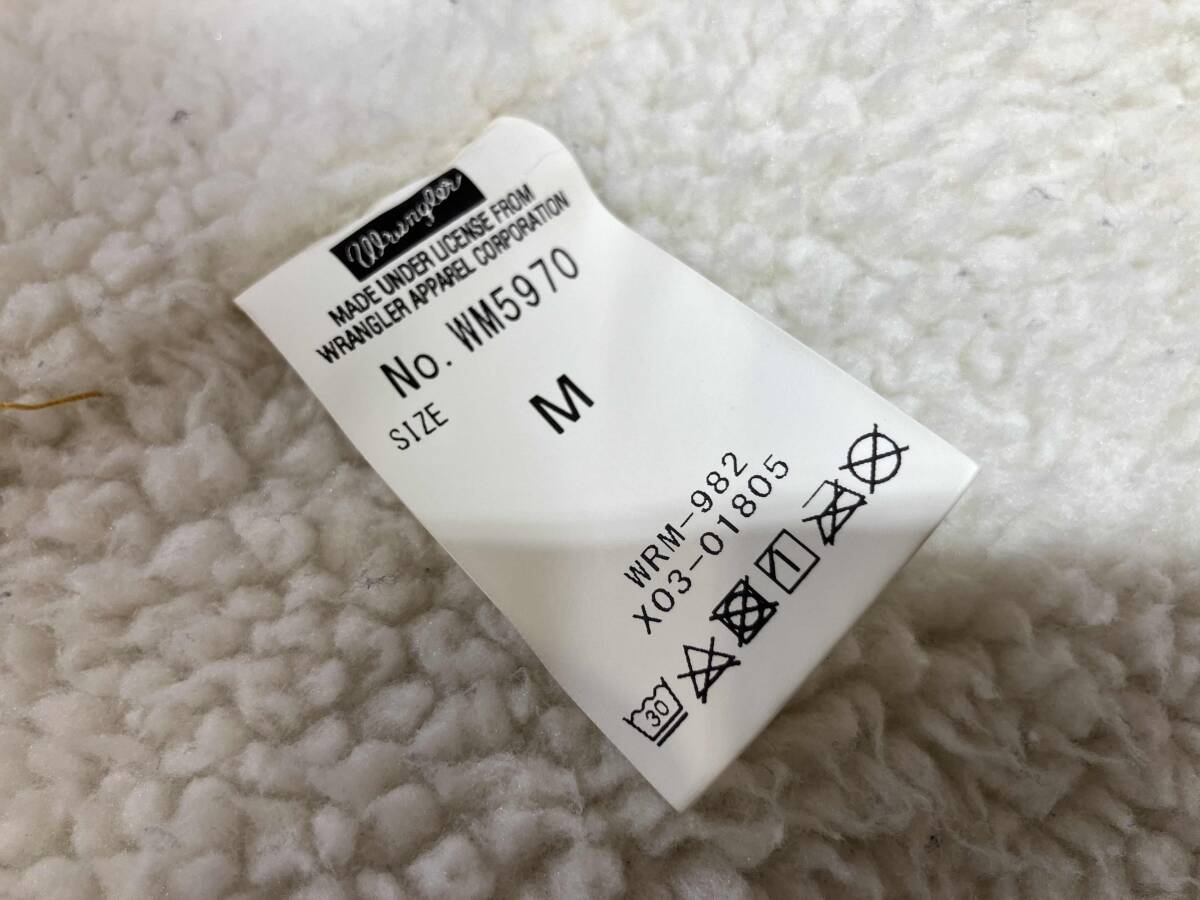 Wrangler
MADE UNDER LICENSE FROM
WRANGLER APPAREL CORPORATION
No. WM5970
SIZE M
WRM-982
X03-01805
30